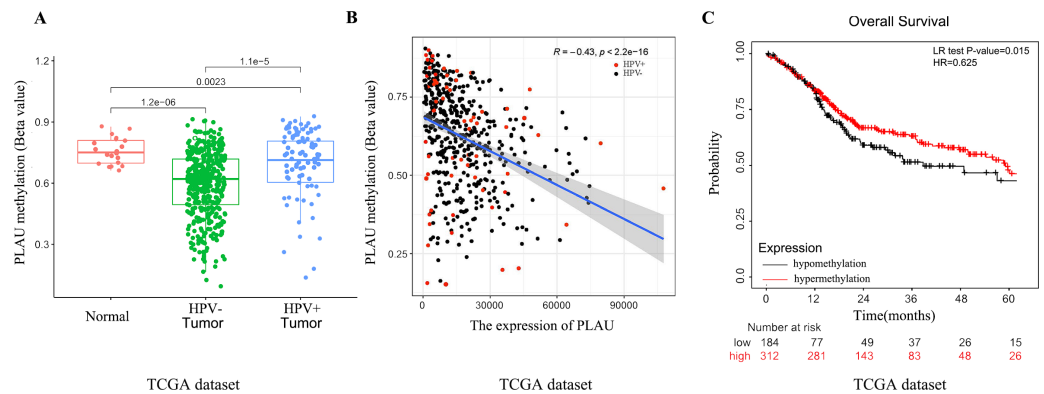 A
PLAU methylation (Beta value)
1.2
0.9
0.6
0.3
1.1e-5
0.0023
1.2e-06
Normal
HPV-
Tumor
HPV+
Tumor
TCGA dataset
B
PLAU methylation (Beta value)
0.75
0.50
0.25
R = −0.43, p < 2.2e−16
HPV+
HPV-
0
30000
60000
90000
The expression of PLAU
TCGA dataset
C
Overall Survival
LR test P-value=0.015
HR=0.625
Probability
1.00
0.75
0.50
0.25
0.0
Expression
hypomethylation
hypermethylation
0 12 24 36 48 60
Time(months)
Number at risk
low 184 77 49 37 26 15
high 312 281 143 83 48 26
TCGA dataset